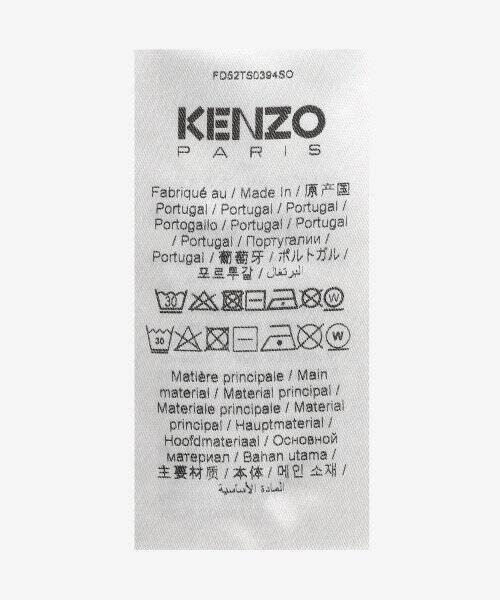 FD52TS0394SO
KENZO
PARIS
Fabriqué au / Made In / 原产国
Portugal / Portugal / Portugal /
Portogallo / Portugal / Portugal
/ Portugal / Португалии /
Portugal / 葡萄牙 / ポルトガル /
포르투갈 / البرتغال /
30 W
30 W
Matière principale / Main
material / Material principal /
Materiale principale / Material
principal / Hauptmaterial /
Hoofdmateriaal / Основной
материал / Bahan utama /
主要材质 / 本体 / 메인 소재 /
المادة الأساسية